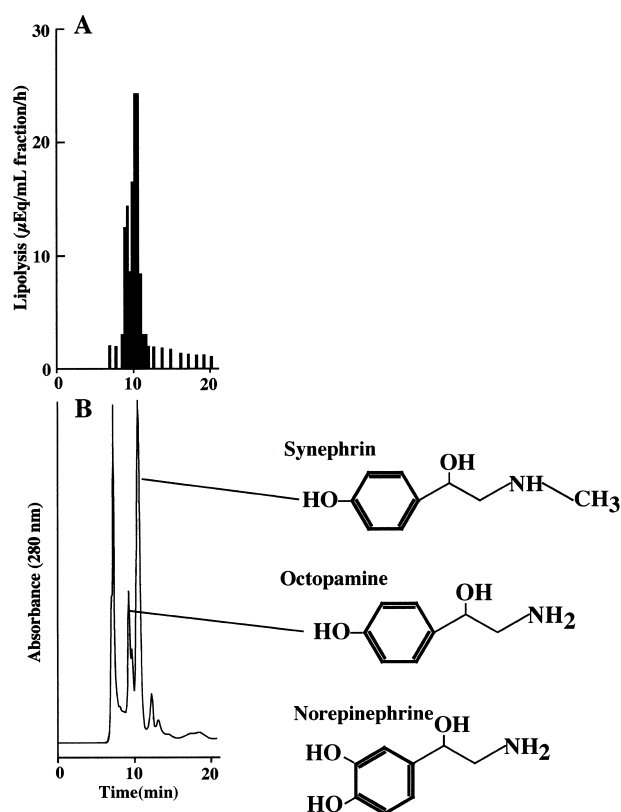 A
30
20
10
0
Lipolysis (µEq/mL fraction/h)
0
10
20
B
Absorbance (280 nm)
0
10
20
Time(min)
Synephrin
OH
HO
NH
CH3
Octopamine
OH
HO
NH2
Norepinephrine
OH
HO
NH2
HO